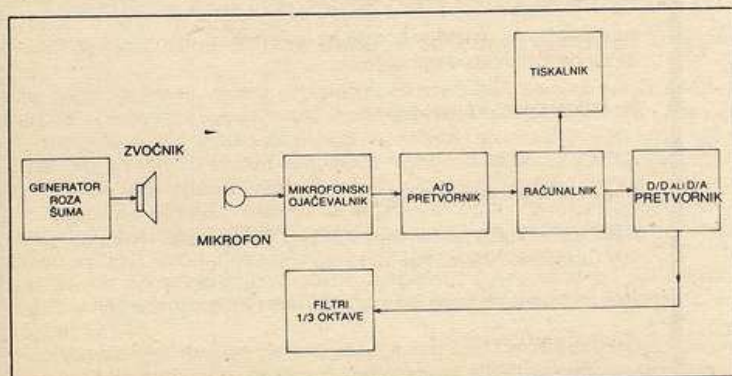 TISKALNIK
ZVOČNIK
GENERATOR
ROZA
ŠUMA
MIKROFON
MIKROFONSKI
OJAČEVALNIK
A/D
PRETVORNIK
RAČUNALNIK
D/D ALI D/A
PRETVORNIK
FILTRI
1/3 OKTAVE